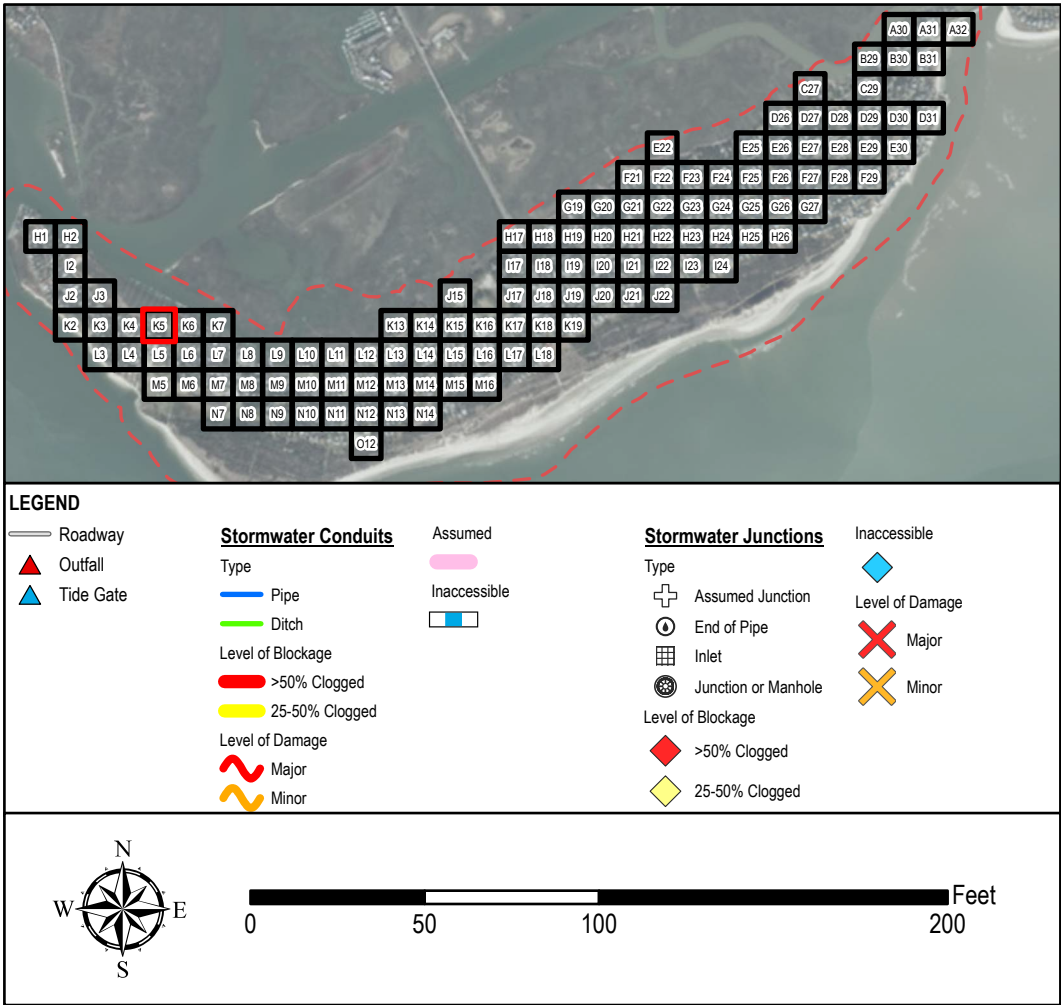 A30 A31 A32
B29 B30 B31
C27 C29
D26 D27 D28 D29 D30 D31
E22 E25 E26 E27 E28 E29 E30
F21 F22 F23 F24 F25 F26 F27 F28 F29
G19 G20 G21 G22 G23 G24 G25 G26 G27
H1 H2 H17 H18 H19 H20 H21 H22 H23 H24 H25 H26
I2 I17 I18 I19 I20 I21 I22 I23 I24
J2 J3 J15 J17 J18 J19 J20 J21 J22
K2 K3 K4 K5 K6 K7 K13 K14 K15 K16 K17 K18 K19
L3 L4 L5 L6 L7 L8 L9 L10 L11 L12 L13 L14 L15 L16 L17 L18
M5 M6 M7 M8 M9 M10 M11 M12 M13 M14 M15 M16
N7 N8 N9 N10 N11 N12 N13 N14
O12
LEGEND
Roadway
Outfall
Tide Gate
Stormwater Conduits
Type
Pipe
Ditch
Level of Blockage
>50% Clogged
25-50% Clogged
Level of Damage
Major
Minor
Assumed
Inaccessible
Stormwater Junctions
Type
Assumed Junction
End of Pipe
Inlet
Junction or Manhole
Level of Blockage
>50% Clogged
25-50% Clogged
Inaccessible
Level of Damage
Major
Minor
N
W E
S
Feet
0 50 100 200